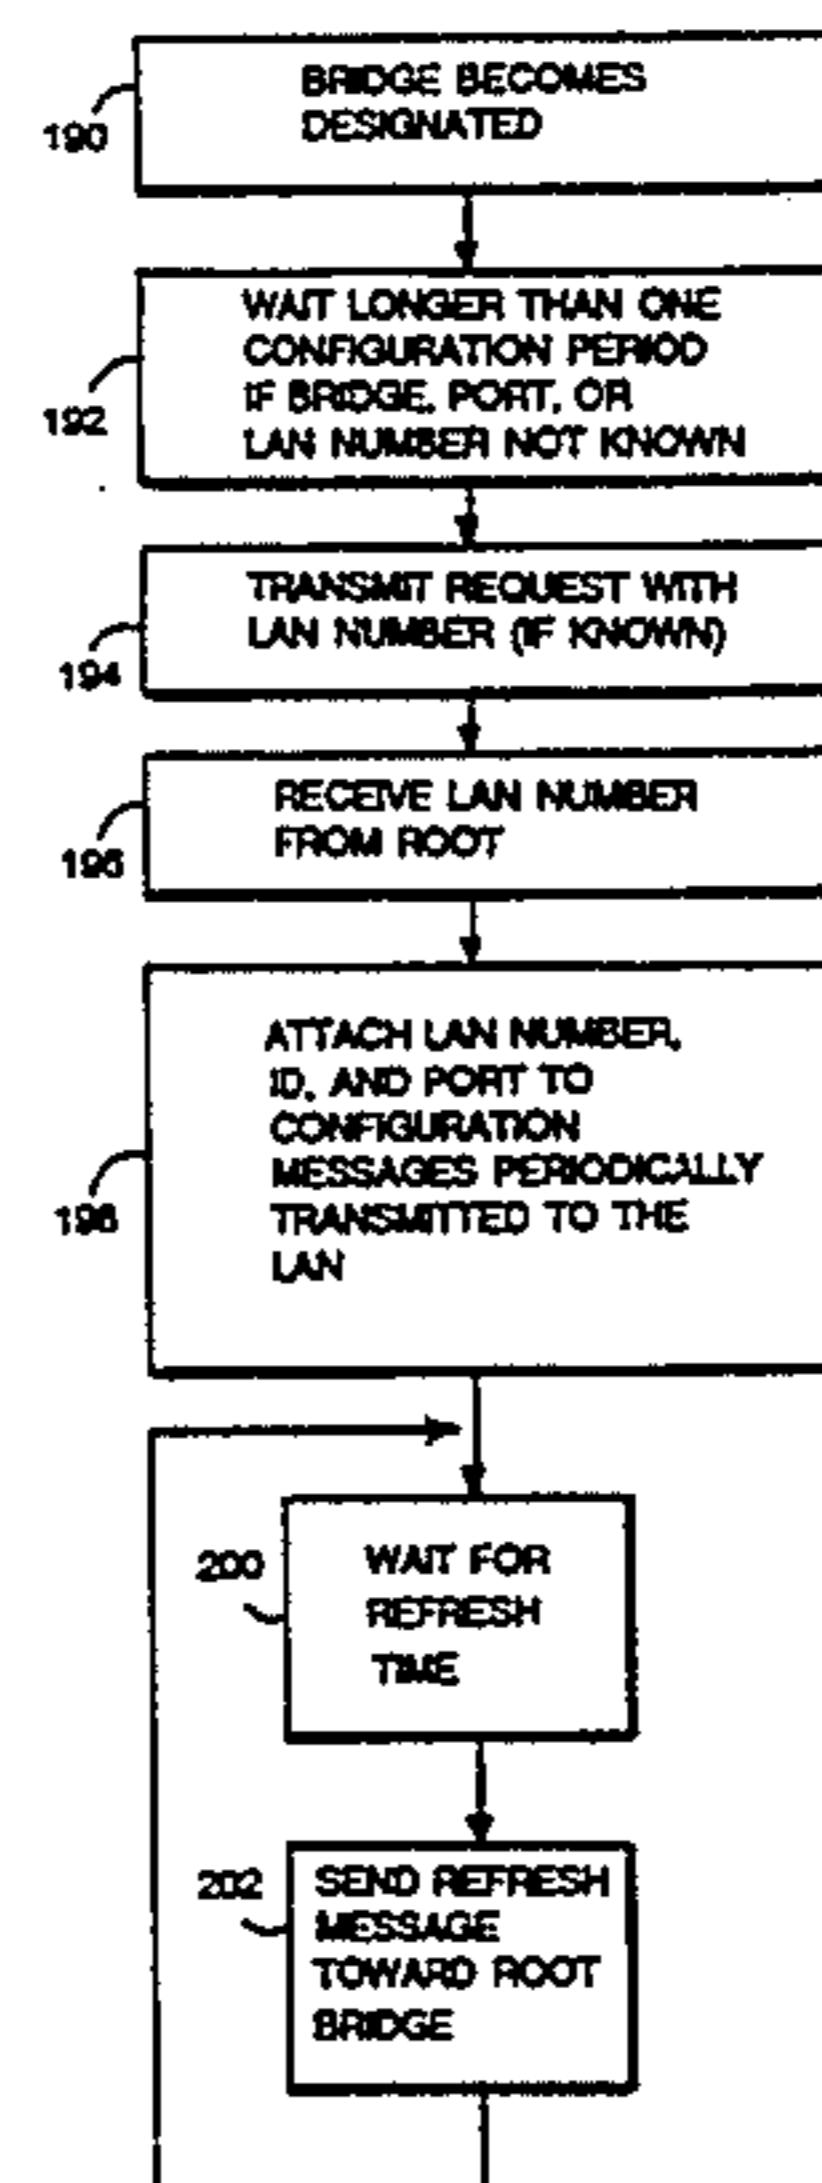 BRIDGE BECOMES
DESIGNATED
190
WAIT LONGER THAN ONE
CONFIGURATION PERIOD
IF BRIDGE, PORT, OR
LAN NUMBER NOT KNOWN
192
TRANSMIT REQUEST WITH
LAN NUMBER (IF KNOWN)
194
RECEIVE LAN NUMBER
FROM ROOT
195
ATTACH LAN NUMBER,
ID, AND PORT TO
CONFIGURATION
MESSAGES PERIODICALLY
TRANSMITTED TO THE
LAN
196
200
WAIT FOR
REFRESH
TIME
202
SEND REFRESH
MESSAGE
TOWARD ROOT
BRIDGE